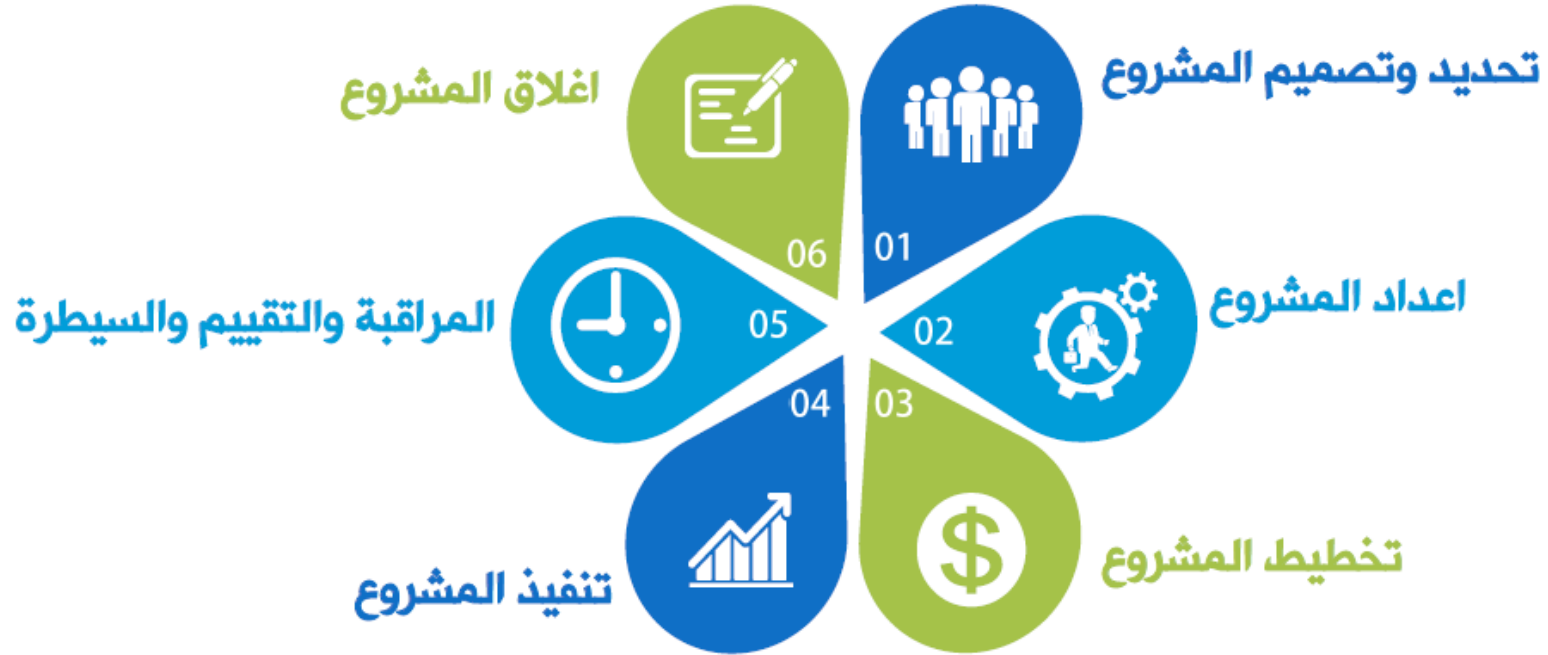 تحديد وتصميم المشروع
01
اعداد المشروع
02
تخطيط المشروع
03
$
تنفيذ المشروع
04
المراقبة والتقييم والسيطرة
05
اغلاق المشروع
06